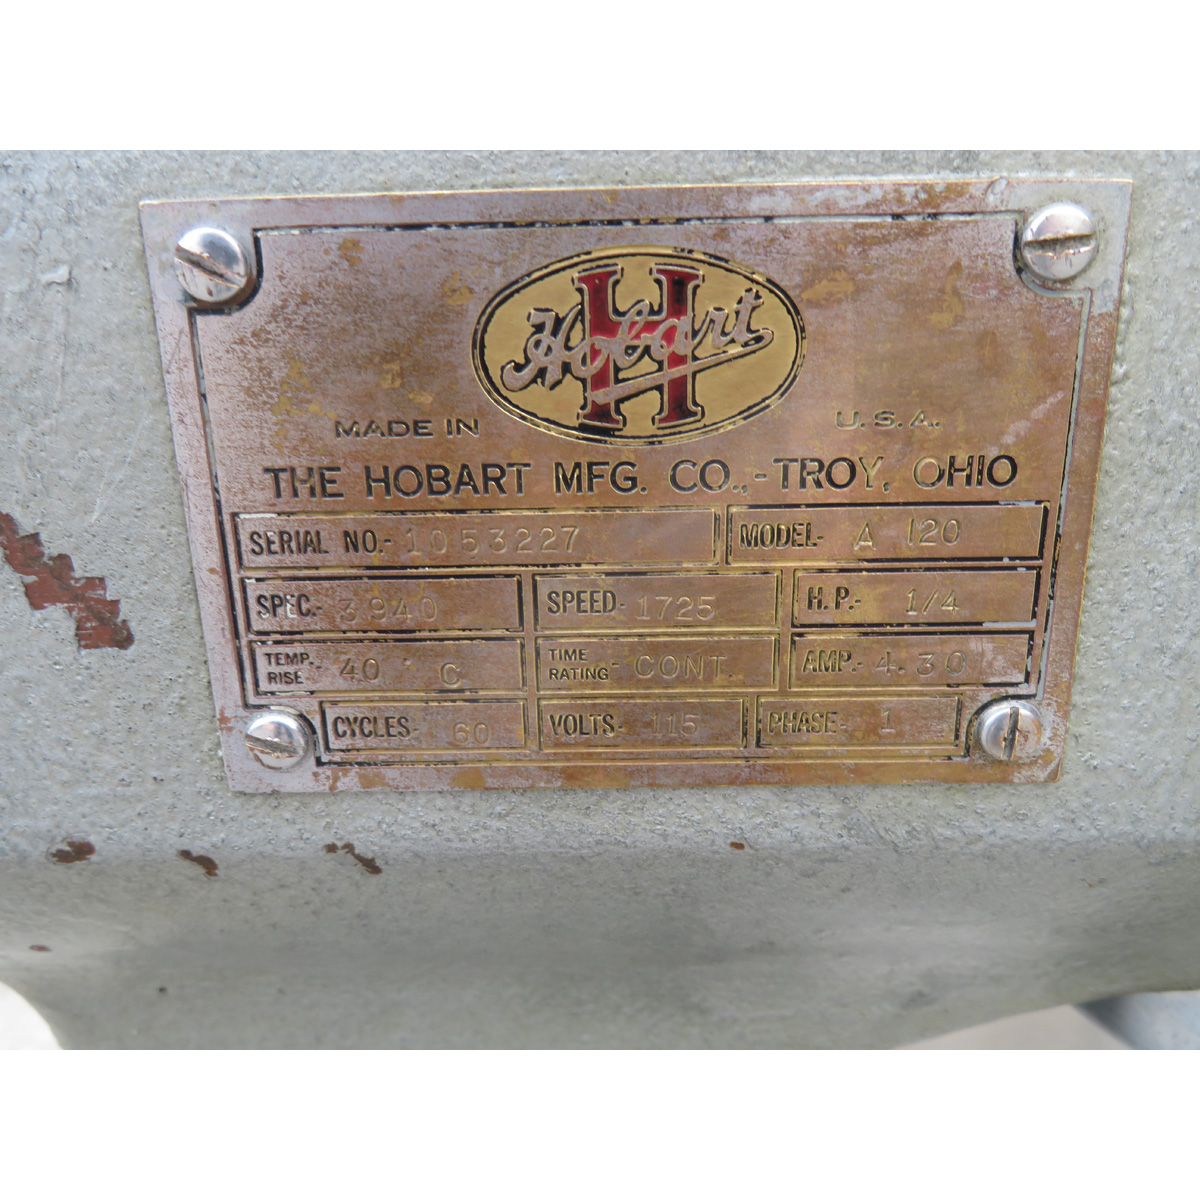 H
Hobart
MADE IN U.S.A.
THE HOBART MFG. CO.,-TROY, OHIO
SERIAL NO.- 1053227 MODEL- A 120
SPEC.- 3940 SPEED- 1725 H.P.- 1/4
TEMP. RISE - 40 ° C TIME RATING - CONT. AMP.- 4.30
CYCLES- 60 VOLTS- 115 PHASE- 1